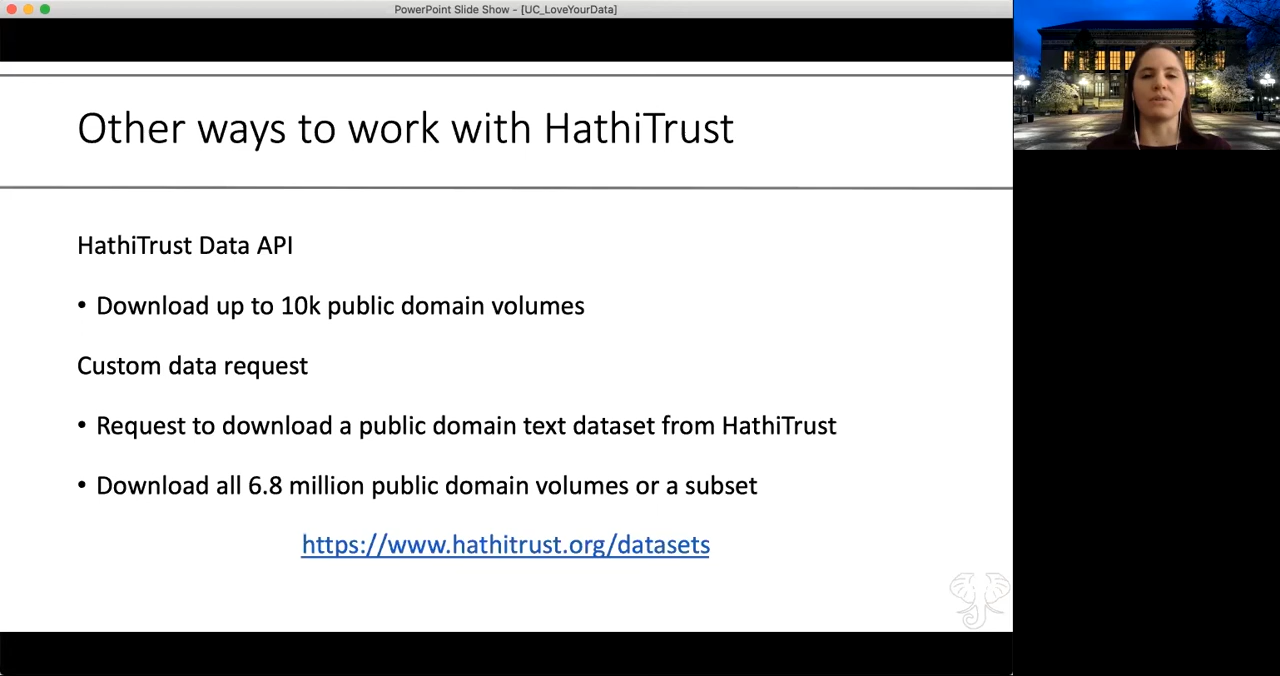 PowerPoint Slide Show - [UC_LoveYourData]
Other ways to work with HathiTrust
HathiTrust Data API
• Download up to 10k public domain volumes
Custom data request
• Request to download a public domain text dataset from HathiTrust
• Download all 6.8 million public domain volumes or a subset
https://www.hathitrust.org/datasets